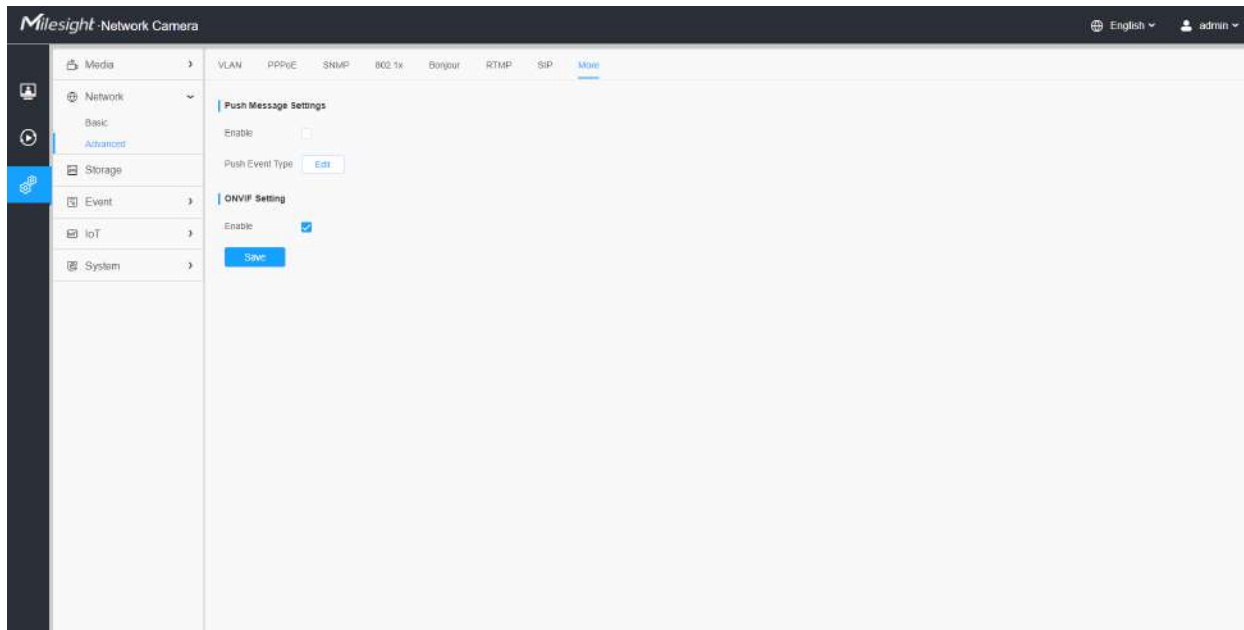 Milesight -Network Camera
English
admin
Media
Network
Basic
Advanced
Storage
Event
IoT
System
VLAN PPPoE SNMP 802.1x Bonjour RTMP SIP More
Push Message Settings
Enable
Push Event Type Edit
ONVIF Setting
Enable
Save